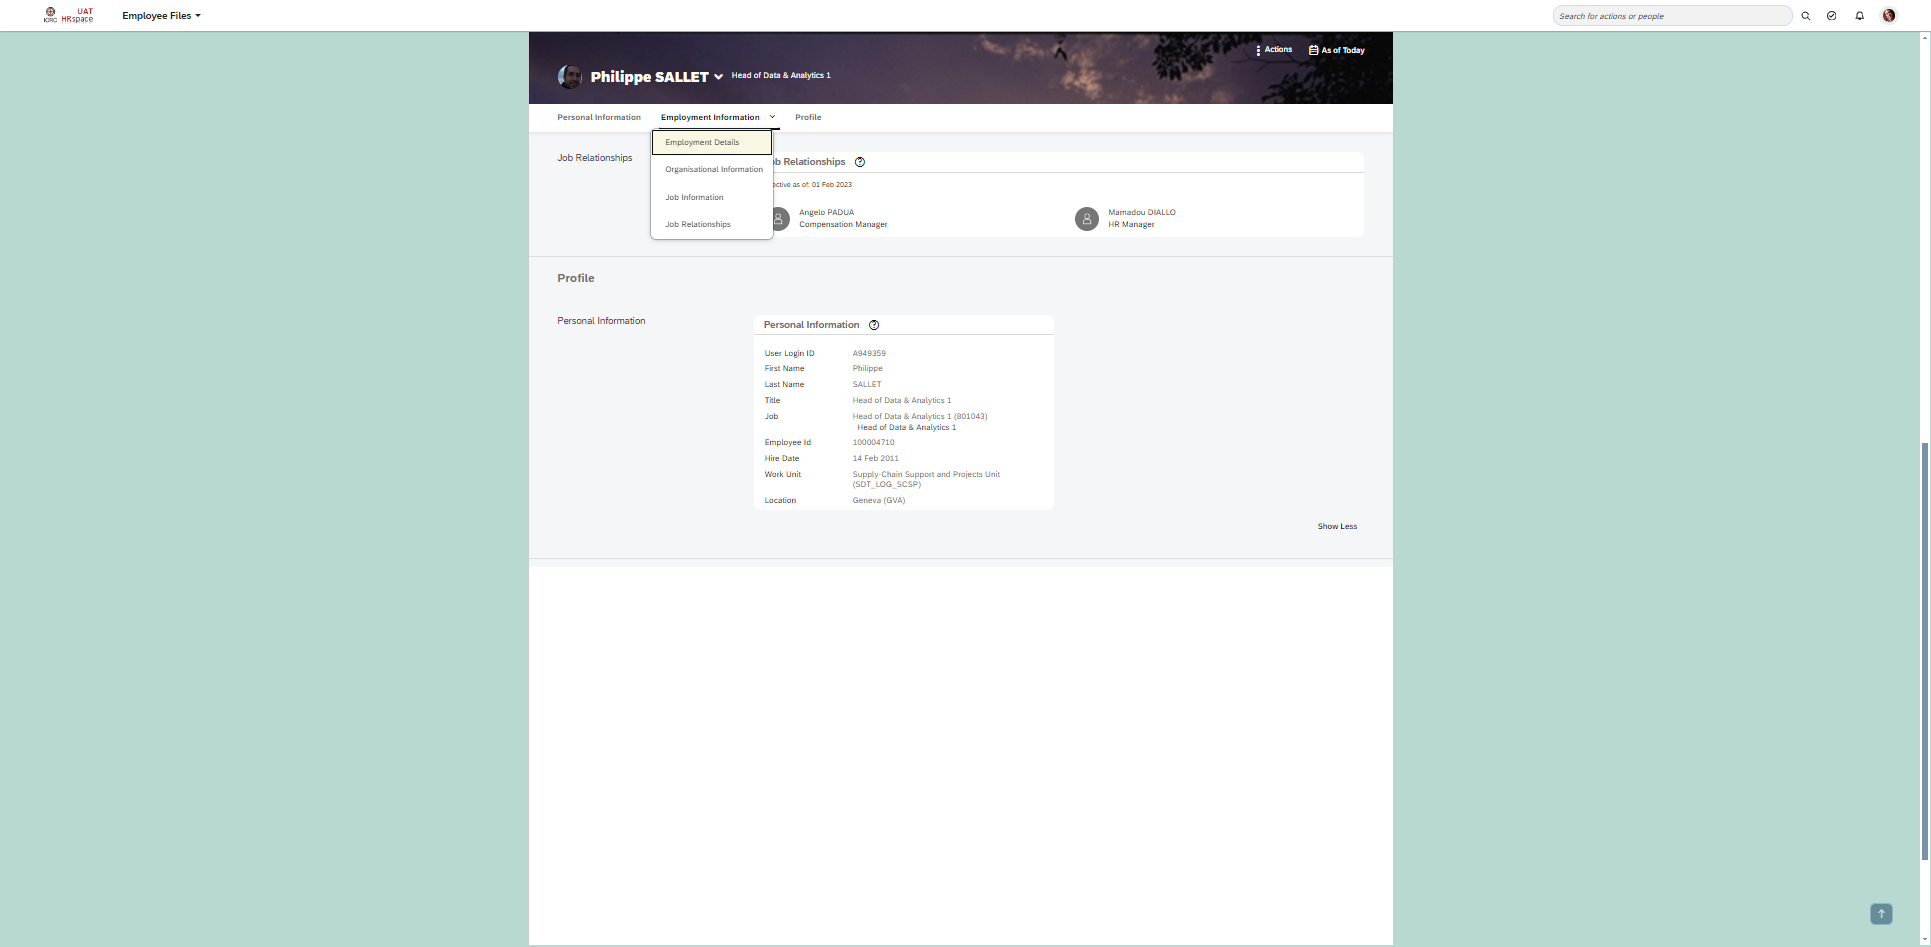 UAT
ICRC HRspace
Employee Files
Search for actions or people
Actions
As of Today
Philippe SALLET
Head of Data & Analytics 1
Personal Information
Employment Information
Profile
Employment Details
Organisational Information
Job Information
Job Relationships
Job Relationships
b Relationships
ective as of: 01 Feb 2023
Angelo PADUA
Compensation Manager
Mamadou DIALLO
HR Manager
Profile
Personal Information
Personal Information
User Login ID A949359
First Name Philippe
Last Name SALLET
Title Head of Data & Analytics 1
Job Head of Data & Analytics 1 (801043)
Head of Data & Analytics 1
Employee Id 100004710
Hire Date 14 Feb 2011
Work Unit Supply-Chain Support and Projects Unit
(SDT_LOG_SCSP)
Location Geneva (GVA)
Show Less